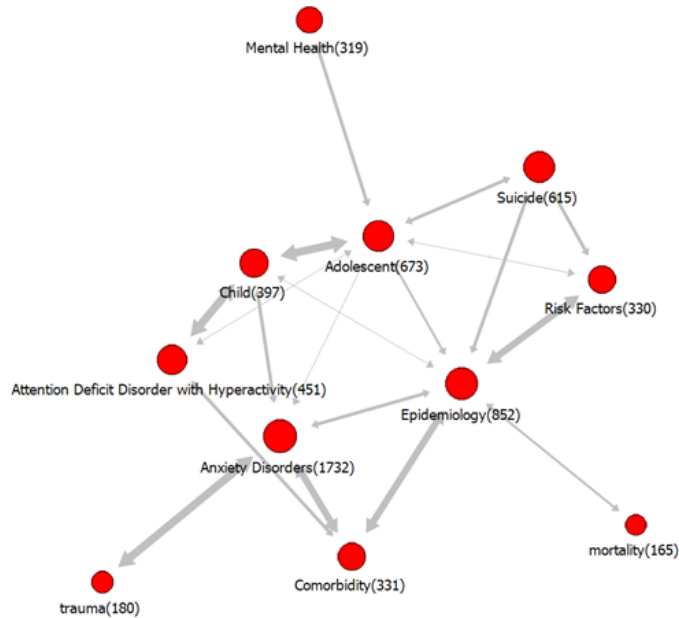 Mental Health(319)
Suicide(615)
Adolescent(673)
Child(397)
Risk Factors(330)
Attention Deficit Disorder with Hyperactivity(451)
Epidemiology(852)
Anxiety Disorders(1732)
mortality(165)
Comorbidity(331)
trauma(180)